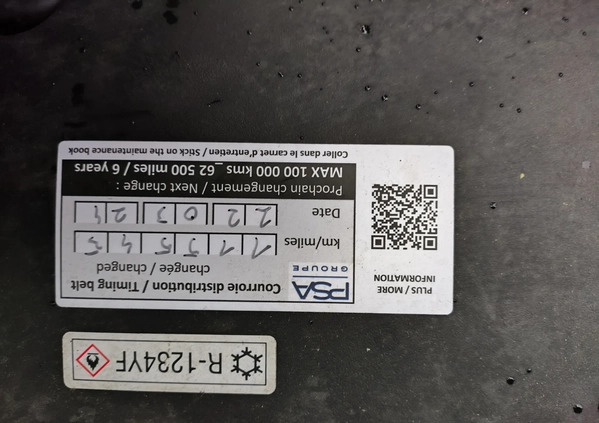 R-1234YF
PSA
GROUPE
Courroie distribution / Timing belt
changée / changed
km/miles 115545
Date 220324
Prochain changement / Next change :
MAX 100 000 kms _62 500 miles / 6 years
Coller dans le carnet d'entretien / Stick on the maintenance book
PLUS / MORE
INFORMATION